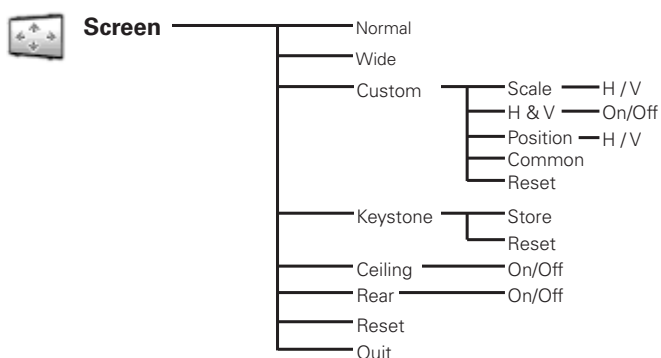 Screen Normal
Wide
Custom Scale H / V
H & V On/Off
Position H / V
Common
Reset
Keystone Store
Reset
Ceiling On/Off
Rear On/Off
Reset
Quit